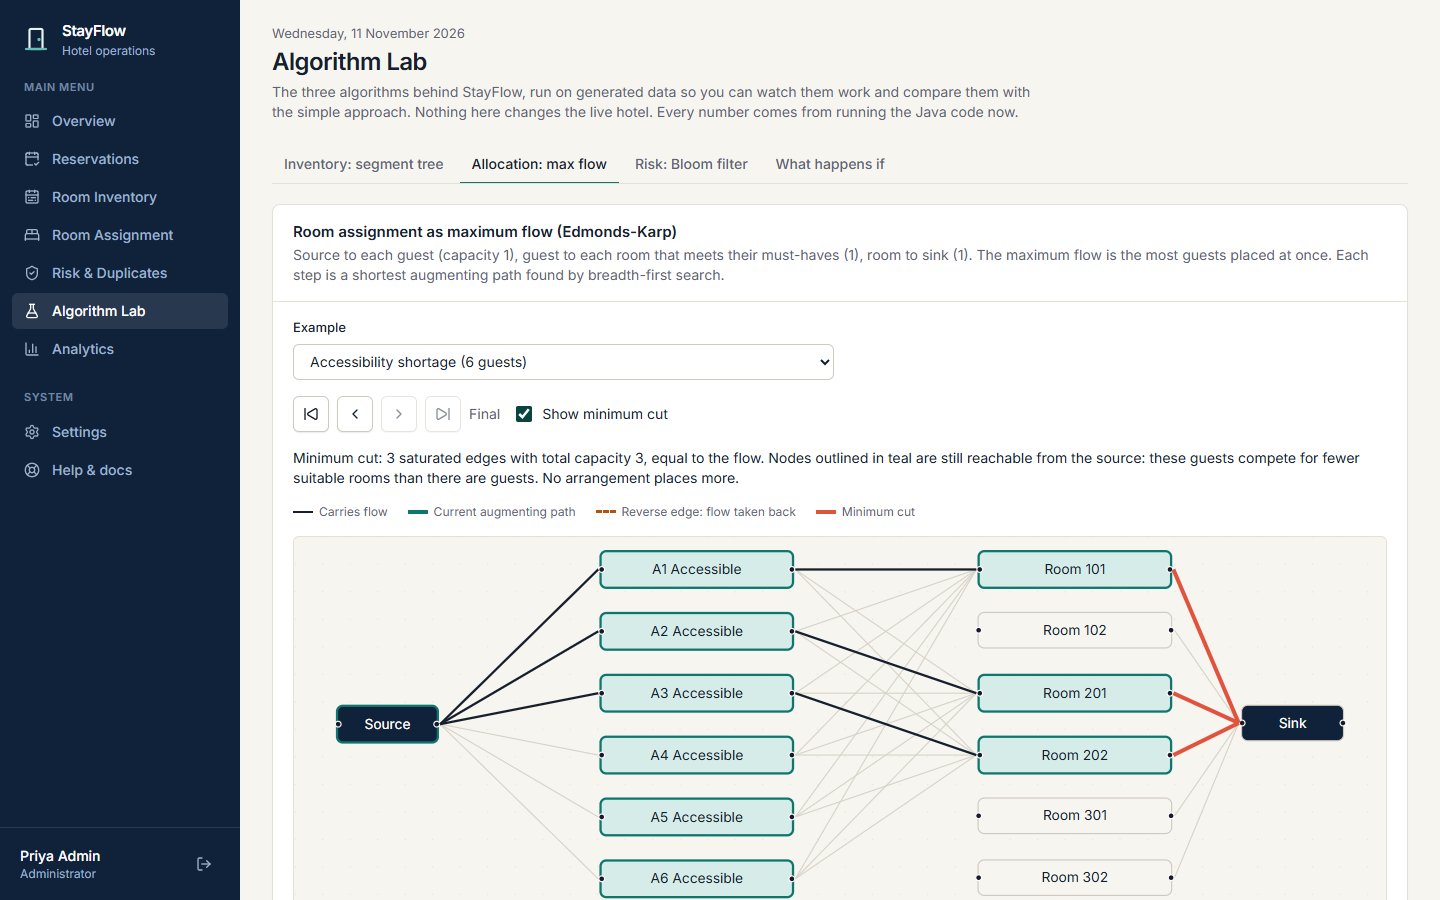 StayFlow
Hotel operations
MAIN MENU
Overview
Reservations
Room Inventory
Room Assignment
Risk & Duplicates
Algorithm Lab
Analytics
SYSTEM
Settings
Help & docs
Priya Admin
Administrator
Wednesday, 11 November 2026
Algorithm Lab
The three algorithms behind StayFlow, run on generated data so you can watch them work and compare them with
the simple approach. Nothing here changes the live hotel. Every number comes from running the Java code now.
Inventory: segment tree
Allocation: max flow
Risk: Bloom filter
What happens if
Room assignment as maximum flow (Edmonds-Karp)
Source to each guest (capacity 1), guest to each room that meets their must-haves (1), room to sink (1). The maximum flow is the most guests placed at once. Each
step is a shortest augmenting path found by breadth-first search.
Example
Accessibility shortage (6 guests)
Final
Show minimum cut
Minimum cut: 3 saturated edges with total capacity 3, equal to the flow. Nodes outlined in teal are still reachable from the source: these guests compete for fewer
suitable rooms than there are guests. No arrangement places more.
Carries flow
Current augmenting path
Reverse edge: flow taken back
Minimum cut
Source
A1 Accessible
A2 Accessible
A3 Accessible
A4 Accessible
A5 Accessible
A6 Accessible
Room 101
Room 102
Room 201
Room 202
Room 301
Room 302
Sink